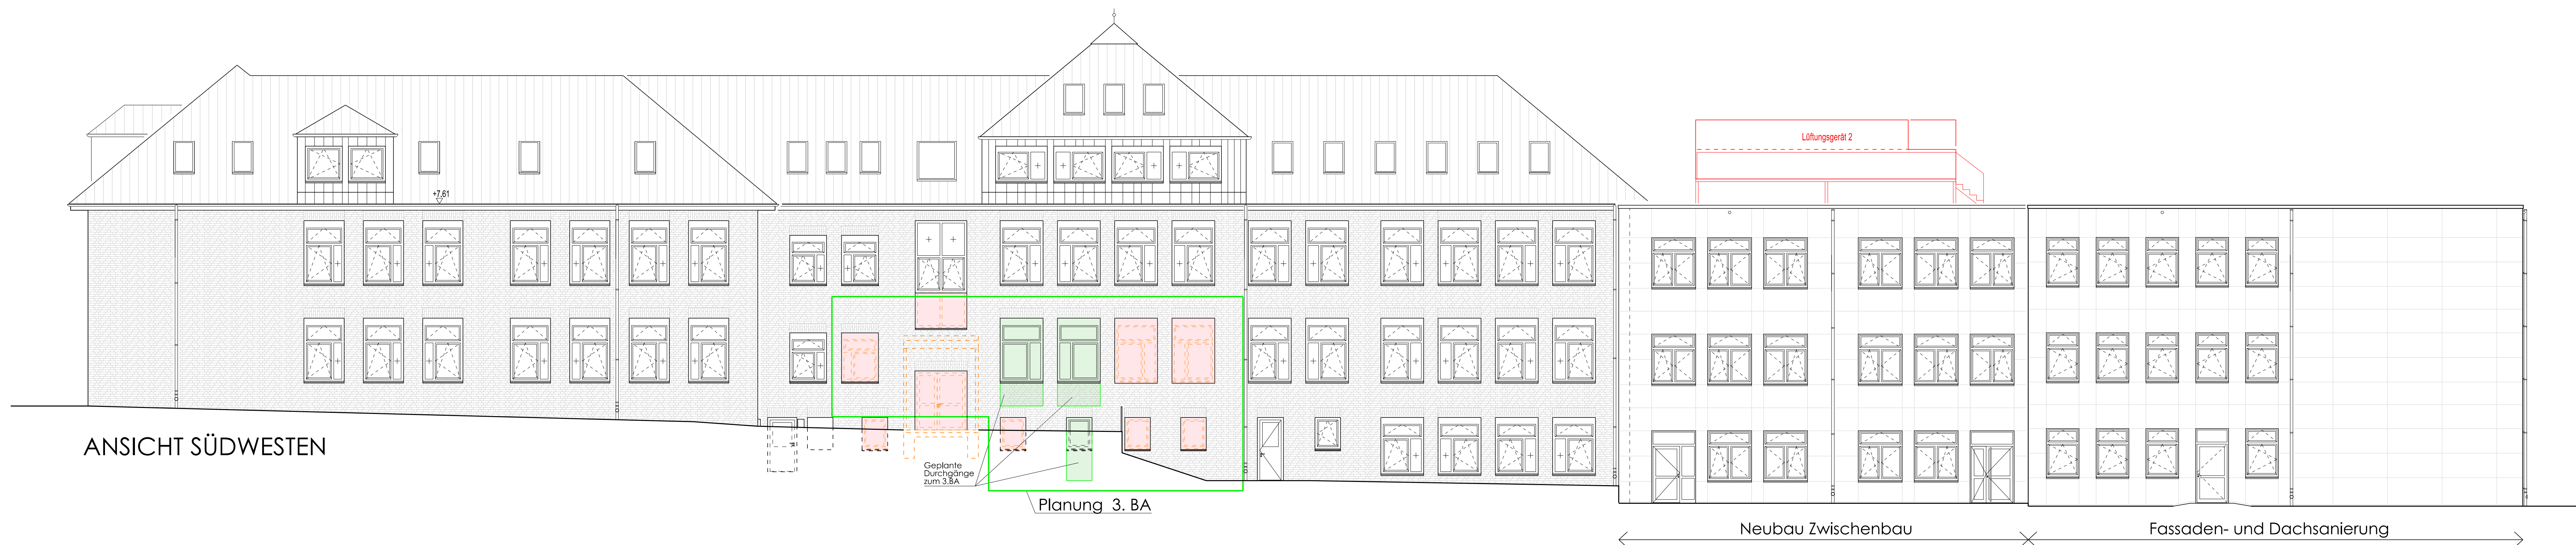 Lüftungsgerät 2
+7,61
ANSICHT SÜDWESTEN
Geplante
Durchgänge
zum 3.BA
Planung 3. BA
Neubau Zwischenbau
Fassaden- und Dachsanierung